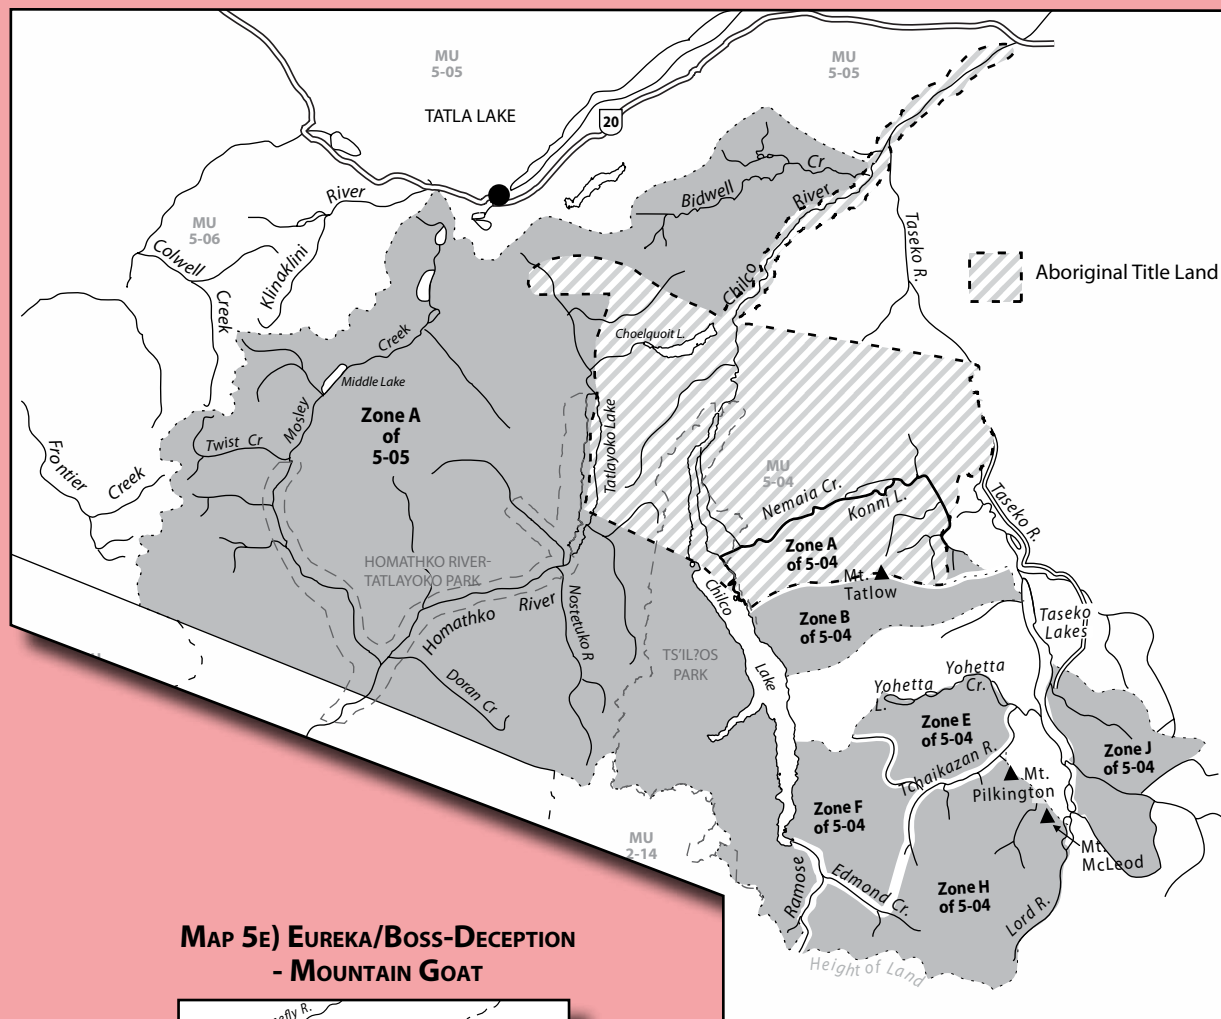 MU
5-05
MU
5-05
TATLA LAKE
20
Cr
Bidwell
River
River
MU
5-06
Colwell
Creek
Klinaklini
Taseko R.
Aboriginal Title Land
Chilco
Choelquoit L.
Creek
Middle Lake
Mosley
Zone A
of
5-05
Twist Cr
Tatlayoko Lake
Frontier
Creek
MU
5-04
Nemaia Cr.
Konni L.
Taseko R.
Zone A
of 5-04
Mt.
Tatlow
HOMATHKO RIVER-
TATLAYOKO PARK
Homathko
River
Nostetuko R
Chilco
Lake
Zone B
of 5-04
Taseko
Lakes
TS'IL?OS
PARK
Doran Cr
Yohetta
Cr.
Yohetta
L.
Zone E
of 5-04
Tchaikazan R.
Zone J
of 5-04
Mt.
Pilkington
Zone F
of 5-04
MU
2-14
Mt.
McLeod
Ramose
Edmond Cr.
Zone H
of 5-04
Lord R.
Height of Land
MAP 5E) EUREKA/BOSS-DECEPTION
- MOUNTAIN GOAT